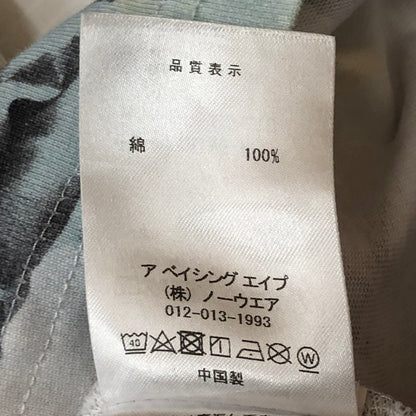 品質表示
綿 100%
ア ベイシング エイプ
(株) ノーウエア
012-013-1993
40 W
中国製